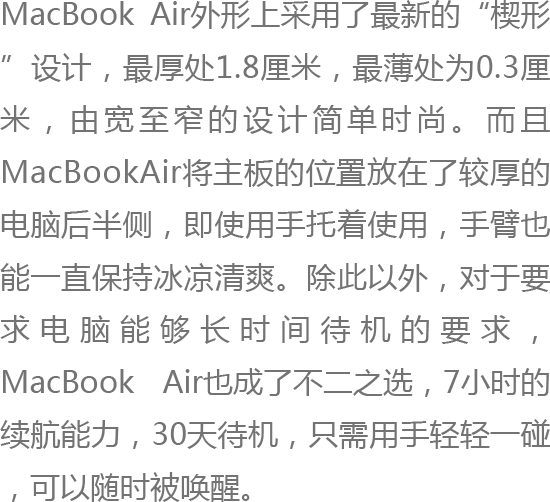 MacBook Air外形上采用了最新的“楔形
”设计，最厚处1.8厘米，最薄处为0.3厘
米，由宽至窄的设计简单时尚。而且
MacBookAir将主板的位置放在了较厚的
电脑后半侧，即使用手托着使用，手臂也
能一直保持冰凉清爽。除此以外，对于要
求电脑能够长时间待机的要求，
MacBook Air也成了不二之选，7小时的
续航能力，30天待机，只需用手轻轻一碰
，可以随时被唤醒。